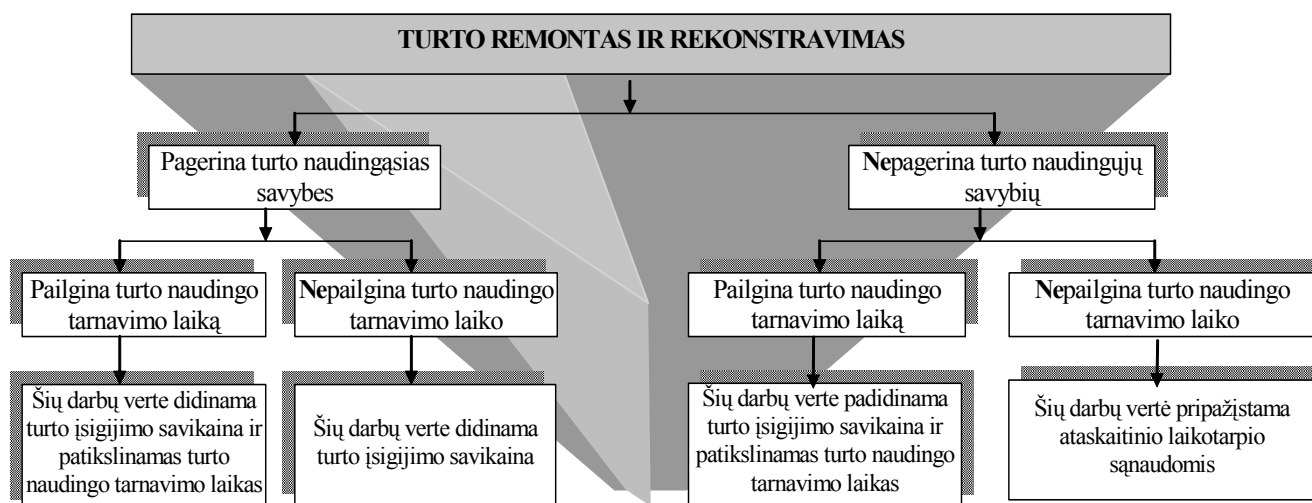 TURTO REMONTAS IR REKONSTRAVIMAS
Pagerina turto naudingąsias
savybes
Nepagerina turto naudingųjų
savybių
Pailgina turto naudingo
tarnavimo laiką
Nepailgina turto naudingo
tarnavimo laiko
Pailgina turto naudingo
tarnavimo laiką
Nepailgina turto naudingo
tarnavimo laiko
Šių darbų verte didinama
turto įsigijimo savikaina ir
patikslinamas turto
naudingo tarnavimo laikas
Šių darbų verte didinama
turto įsigijimo savikaina
Šių darbų verte padidinama
turto įsigijimo savikaina ir
patikslinamas turto naudingo
tarnavimo laikas
Šių darbų vertė pripažįstama
ataskaitinio laikotarpio
sąnaudomis